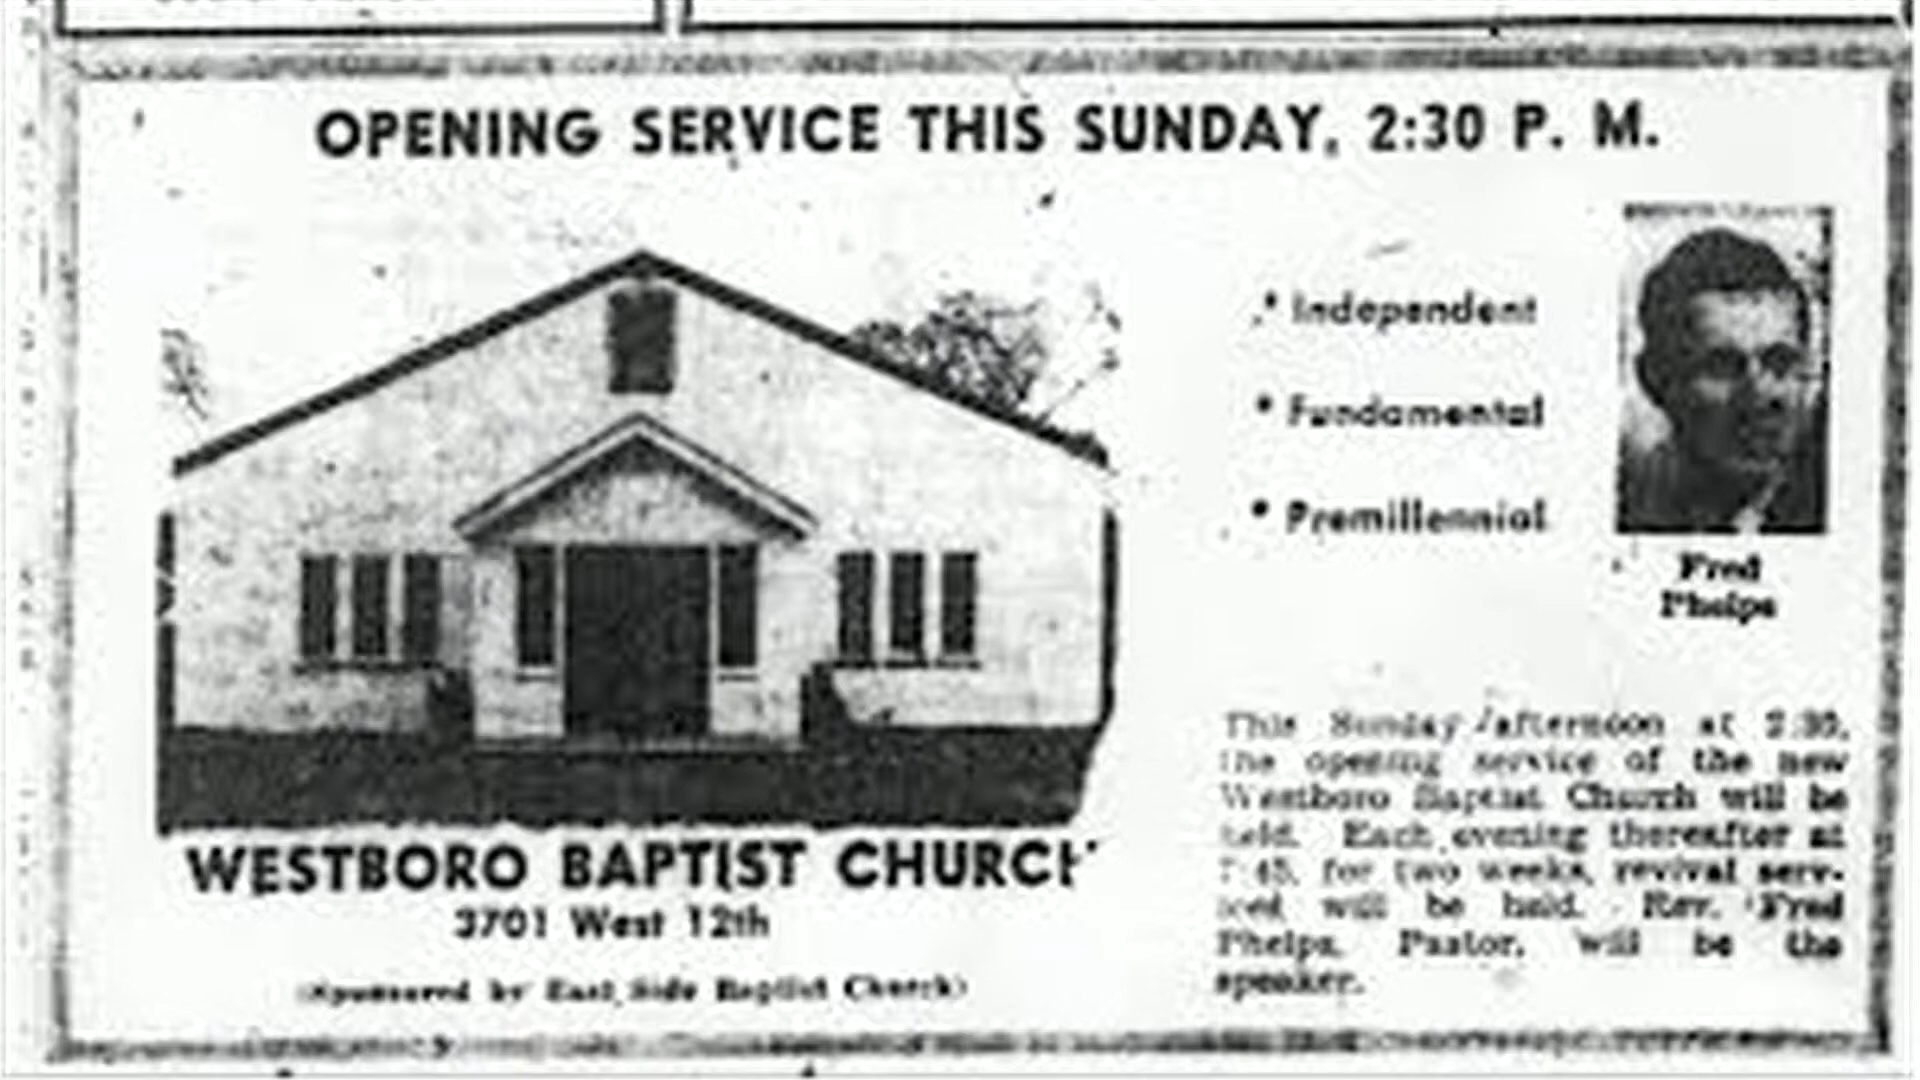 OPENING SERVICE THIS SUNDAY, 2:30 P. M.
• Independent
• Fundamental
• Premillennial
Fred
Phelps
WESTBORO BAPTIST CHURCH
3701 West 12th
(Sponsored by East Side Baptist Church)
This Sunday afternoon at 2:30,
the opening service of the new
Westboro Baptist Church will be
held. Each evening thereafter at
7:45, for two weeks, revival serv-
ices will be held. Rev. Fred
Phelps, Pastor, will be the
speaker.